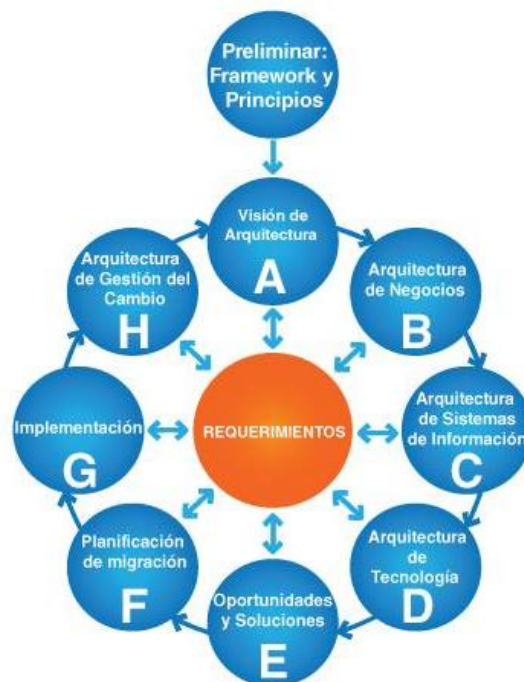 Preliminar:
Framework y
Principios
Visión de
Arquitectura
A
Arquitectura
de Negocios
B
Arquitectura
de Sistemas
de Información
C
Arquitectura
de
Tecnología
D
Oportunidades
y Soluciones
E
Planificación
de migración
F
Implementación
G
Arquitectura
de Gestión del
Cambio
H
REQUERIMIENTOS